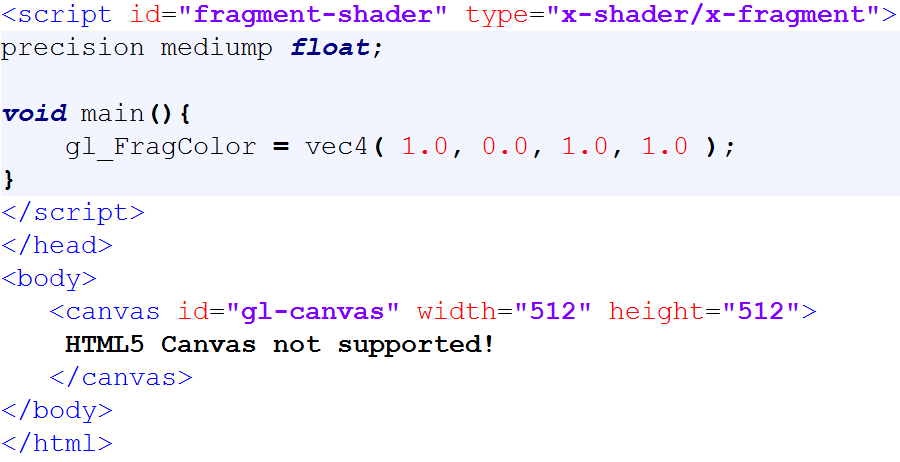 <script id="fragment-shader" type="x-shader/x-fragment">
precision mediump float;
void main(){
gl_FragColor = vec4( 1.0, 0.0, 1.0, 1.0 );
}
</script>
</head>
<body>
<canvas id="gl-canvas" width="512" height="512">
HTML5 Canvas not supported!
</canvas>
</body>
</html>